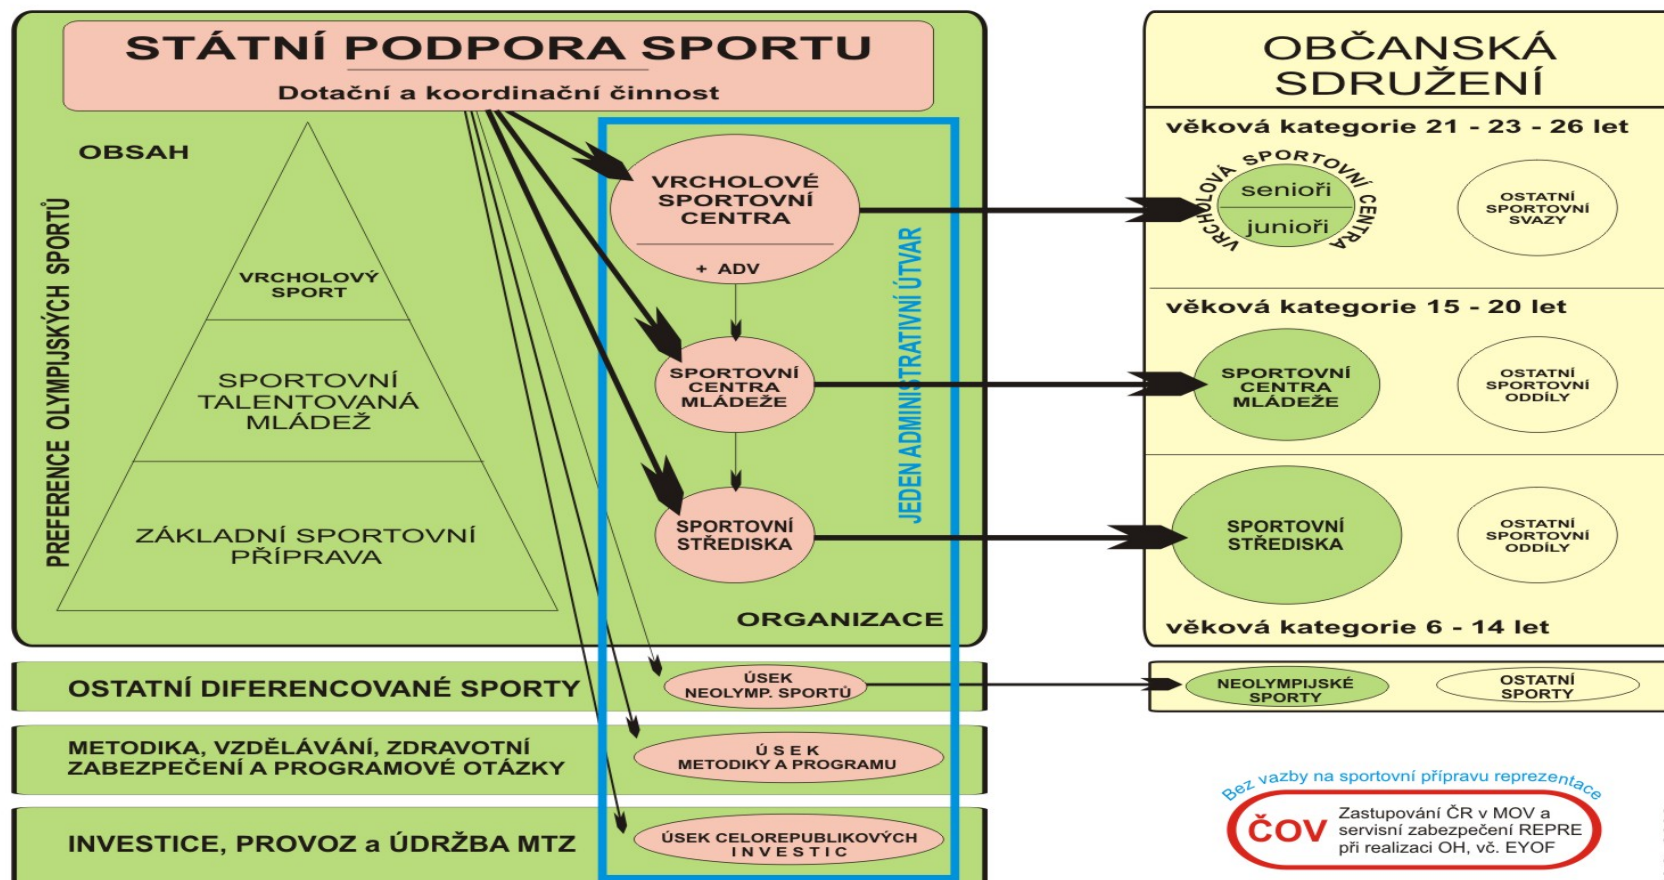 STÁTNÍ PODPORA SPORTU
Dotační a koordinační činnost
OBSAH
PREFERENCE OLYMPIJSKÝCH SPORTŮ
VRCHOLOVÝ
SPORT
SPORTOVNÍ
TALENTOVANÁ
MLÁDEŽ
ZÁKLADNÍ SPORTOVNÍ
PŘÍPRAVA
VRCHOLOVÉ
SPORTOVNÍ
CENTRA
+ ADV
SPORTOVNÍ
CENTRA
MLÁDEŽE
SPORTOVNÍ
STŘEDISKA
JEDEN ADMINISTRATIVNÍ ÚTVAR
ORGANIZACE
OSTATNÍ DIFERENCOVANÉ SPORTY
ÚSEK
NEOLYMP. SPORTŮ
METODIKA, VZDĚLÁVÁNÍ, ZDRAVOTNÍ
ZABEZPEČENÍ A PROGRAMOVÉ OTÁZKY
ÚSEK
METODIKY A PROGRAMU
INVESTICE, PROVOZ a ÚDRŽBA MTZ
ÚSEK CELOREPUBLIKOVÝCH
INVESTIC
OBČANSKÁ
SDRUŽENÍ
věková kategorie 21 - 23 - 26 let
VRCHOLOVÁ SPORTOVNÍ CENTRA
senioři
junioři
OSTATNÍ
SPORTOVNÍ
SVAZY
věková kategorie 15 - 20 let
SPORTOVNÍ
CENTRA
MLÁDEŽE
OSTATNÍ
SPORTOVNÍ
ODDÍLY
SPORTOVNÍ
STŘEDISKA
OSTATNÍ
SPORTOVNÍ
ODDÍLY
věková kategorie 6 - 14 let
NEOLYMPIJSKÉ
SPORTY
OSTATNÍ
SPORTY
Bez vazby na sportovní přípravu reprezentace
ČOV
Zastupování ČR v MOV a
servisní zabezpečení REPRE
při realizaci OH, vč. EYOF